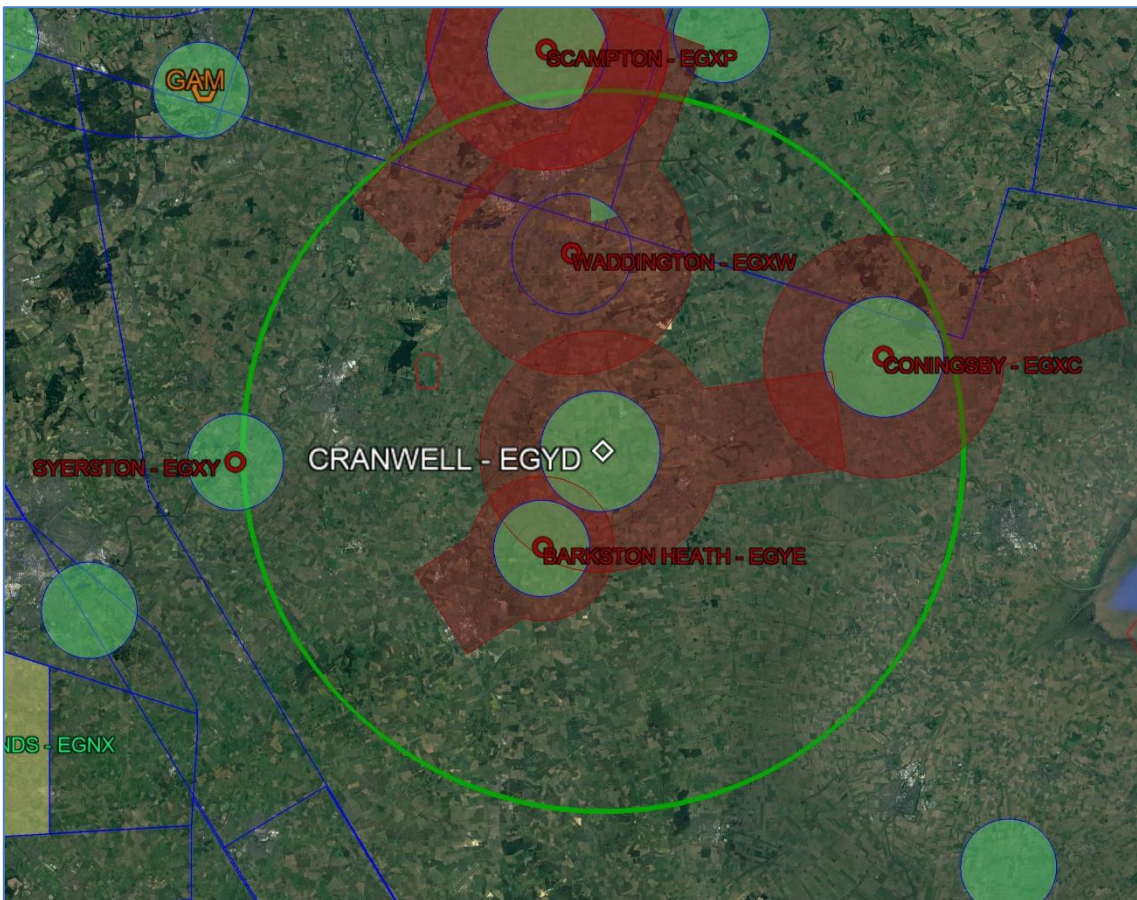 SCAMPTON - EGXP
GAM
WADDINGTON - EGXW
CONINGSBY - EGXC
SYERSTON - EGXY
CRANWELL - EGYD
BARKSTON HEATH - EGYE
NDS - EGNX